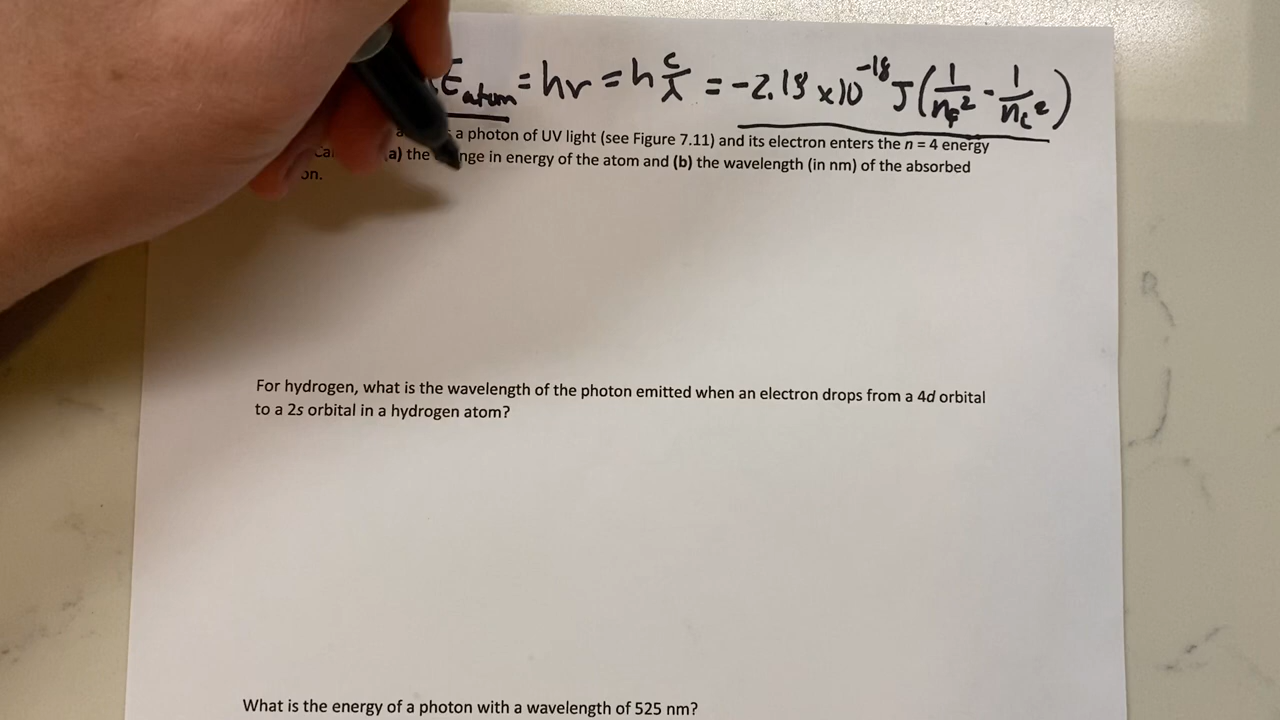 E atom = hν = h c/λ = -2.18 x10^-18 J(1/nF² - 1/ni²)
a photon of UV light (see Figure 7.11) and its electron enters the n = 4 energy
(a) the nge in energy of the atom and (b) the wavelength (in nm) of the absorbed
on.
For hydrogen, what is the wavelength of the photon emitted when an electron drops from a 4d orbital
to a 2s orbital in a hydrogen atom?
What is the energy of a photon with a wavelength of 525 nm?